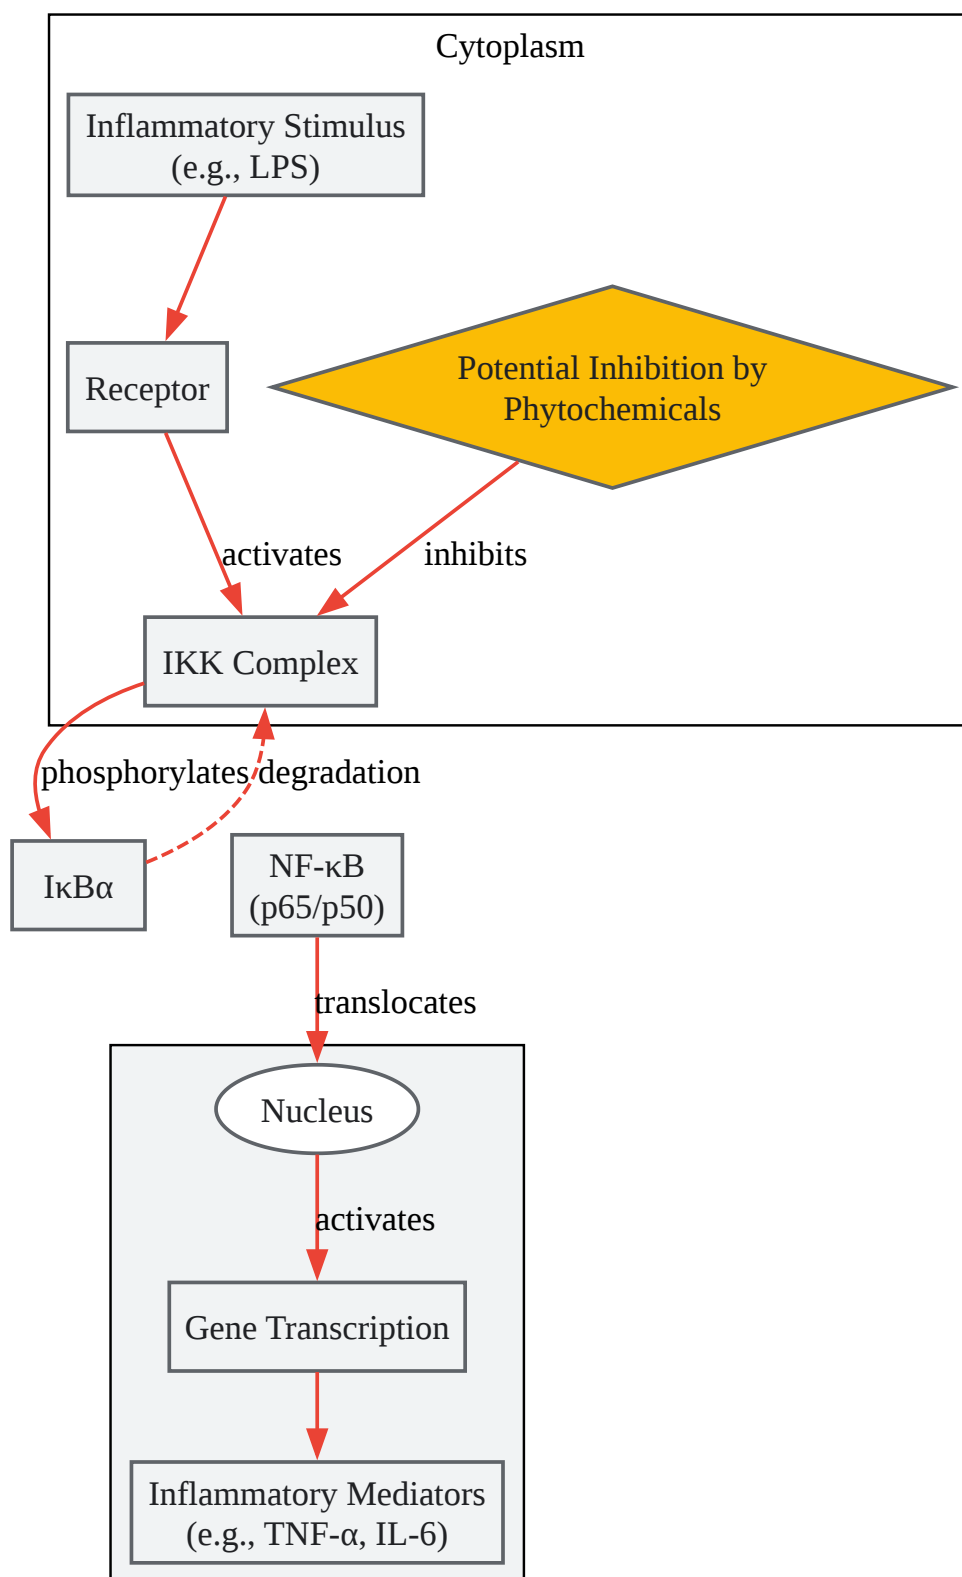 Cytoplasm
Inflammatory Stimulus
(e.g., LPS)
Receptor
Potential Inhibition by
Phytochemicals
activates
inhibits
IKK Complex
phosphorylates
degradation
IκBα
NF-κB
(p65/p50)
translocates
Nucleus
activates
Gene Transcription
Inflammatory Mediators
(e.g., TNF-α, IL-6)